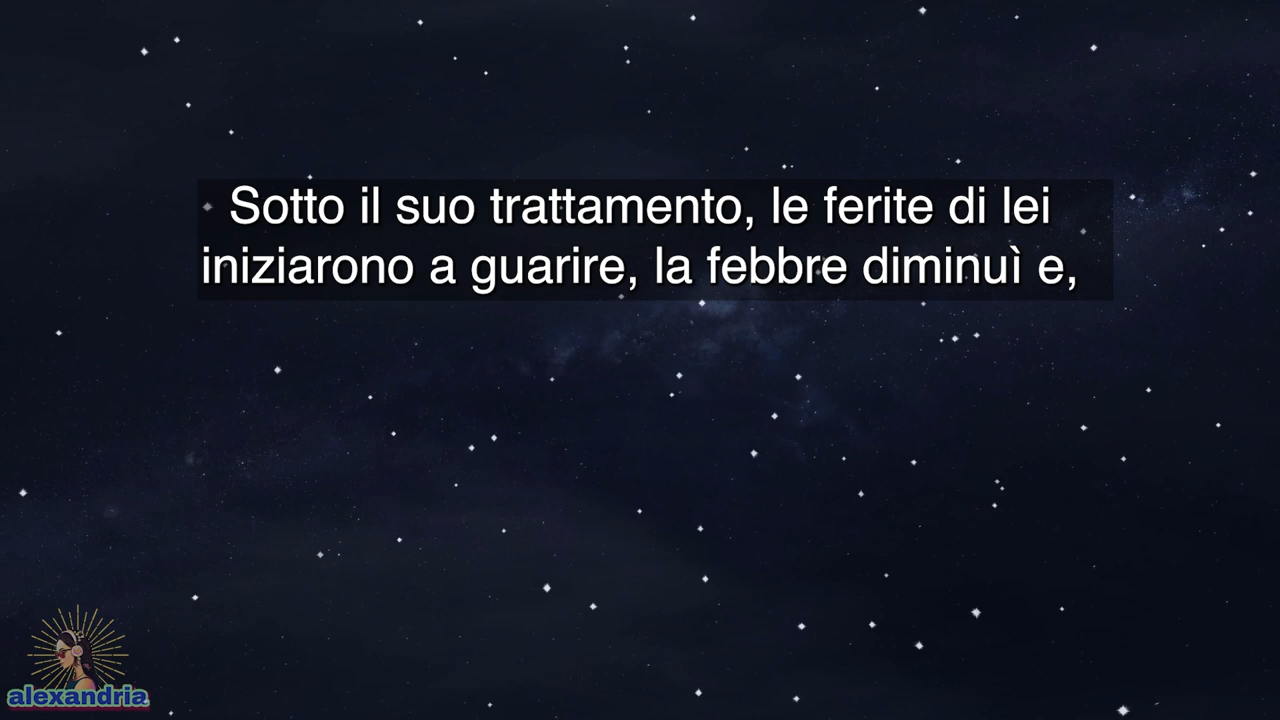 Sotto il suo trattamento, le ferite di lei
iniziarono a guarire, la febbre diminuì e,
alexandria